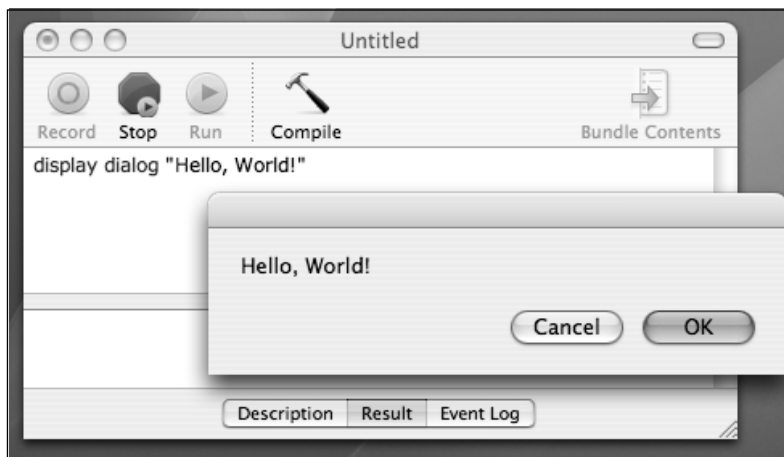 Untitled
Record Stop Run Compile Bundle Contents
display dialog "Hello, World!"
Hello, World!
Cancel OK
Description Result Event Log